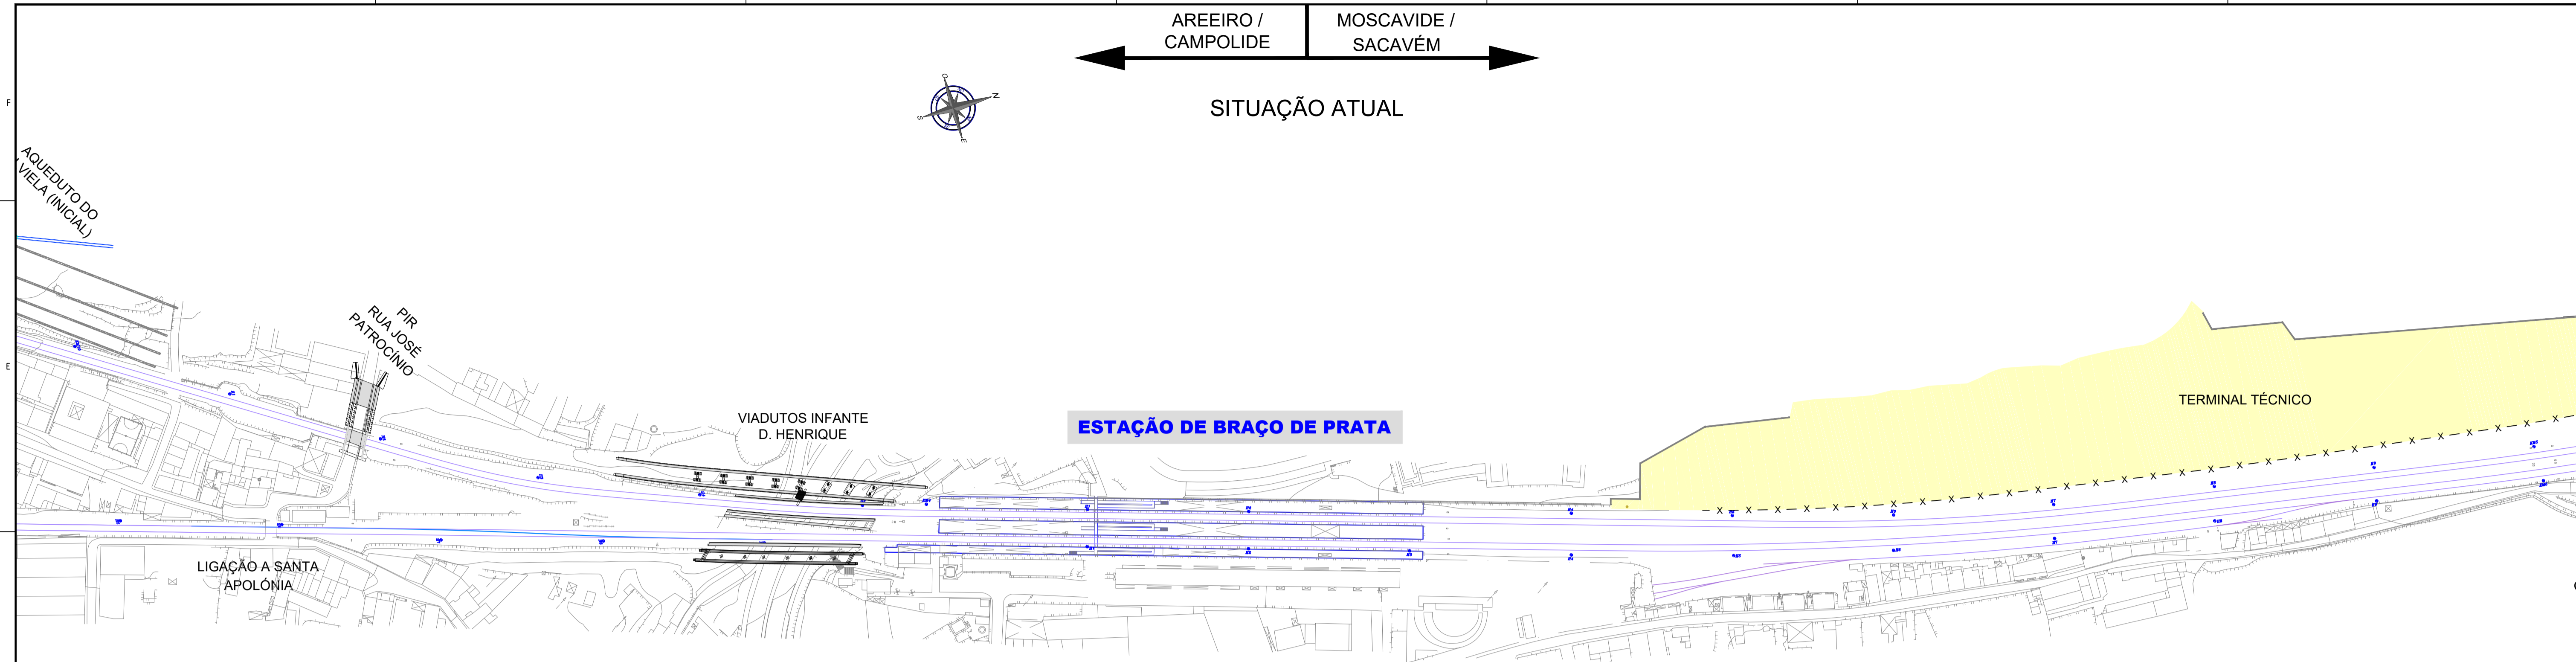 AREEIRO /
CAMPOLIDE
MOSCAVIDE /
SACAVÉM
SITUAÇÃO ATUAL
O
N
S
E
F
AQUEDUTO DO
VIELA (INICIAL)
E
PIR
RUA JOSÉ
PATROCÍNIO
VIADUTOS INFANTE
D. HENRIQUE
ESTAÇÃO DE BRAÇO DE PRATA
TERMINAL TÉCNICO
LIGAÇÃO A SANTA
APOLÓNIA